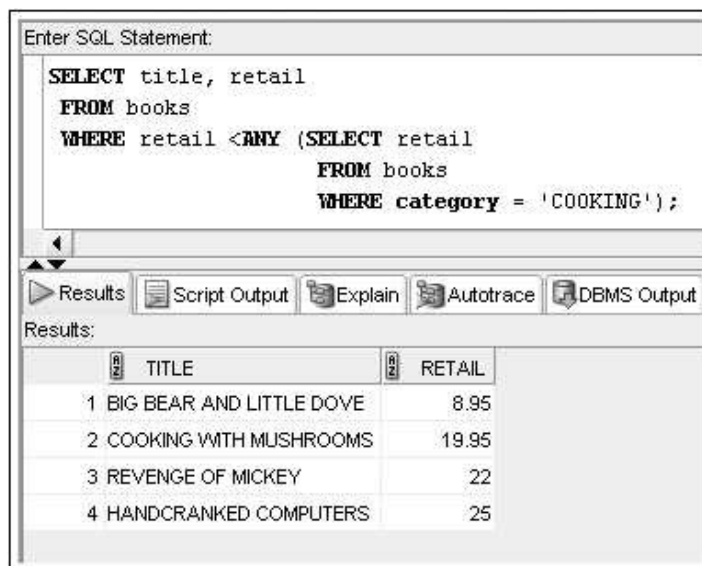 Enter SQL Statement:
SELECT title, retail
FROM books
WHERE retail <ANY (SELECT retail
FROM books
WHERE category = 'COOKING');
Results Script Output Explain Autotrace DBMS Output
Results:
TITLE RETAIL
1 BIG BEAR AND LITTLE DOVE 8.95
2 COOKING WITH MUSHROOMS 19.95
3 REVENGE OF MICKEY 22
4 HANDCRANKED COMPUTERS 25